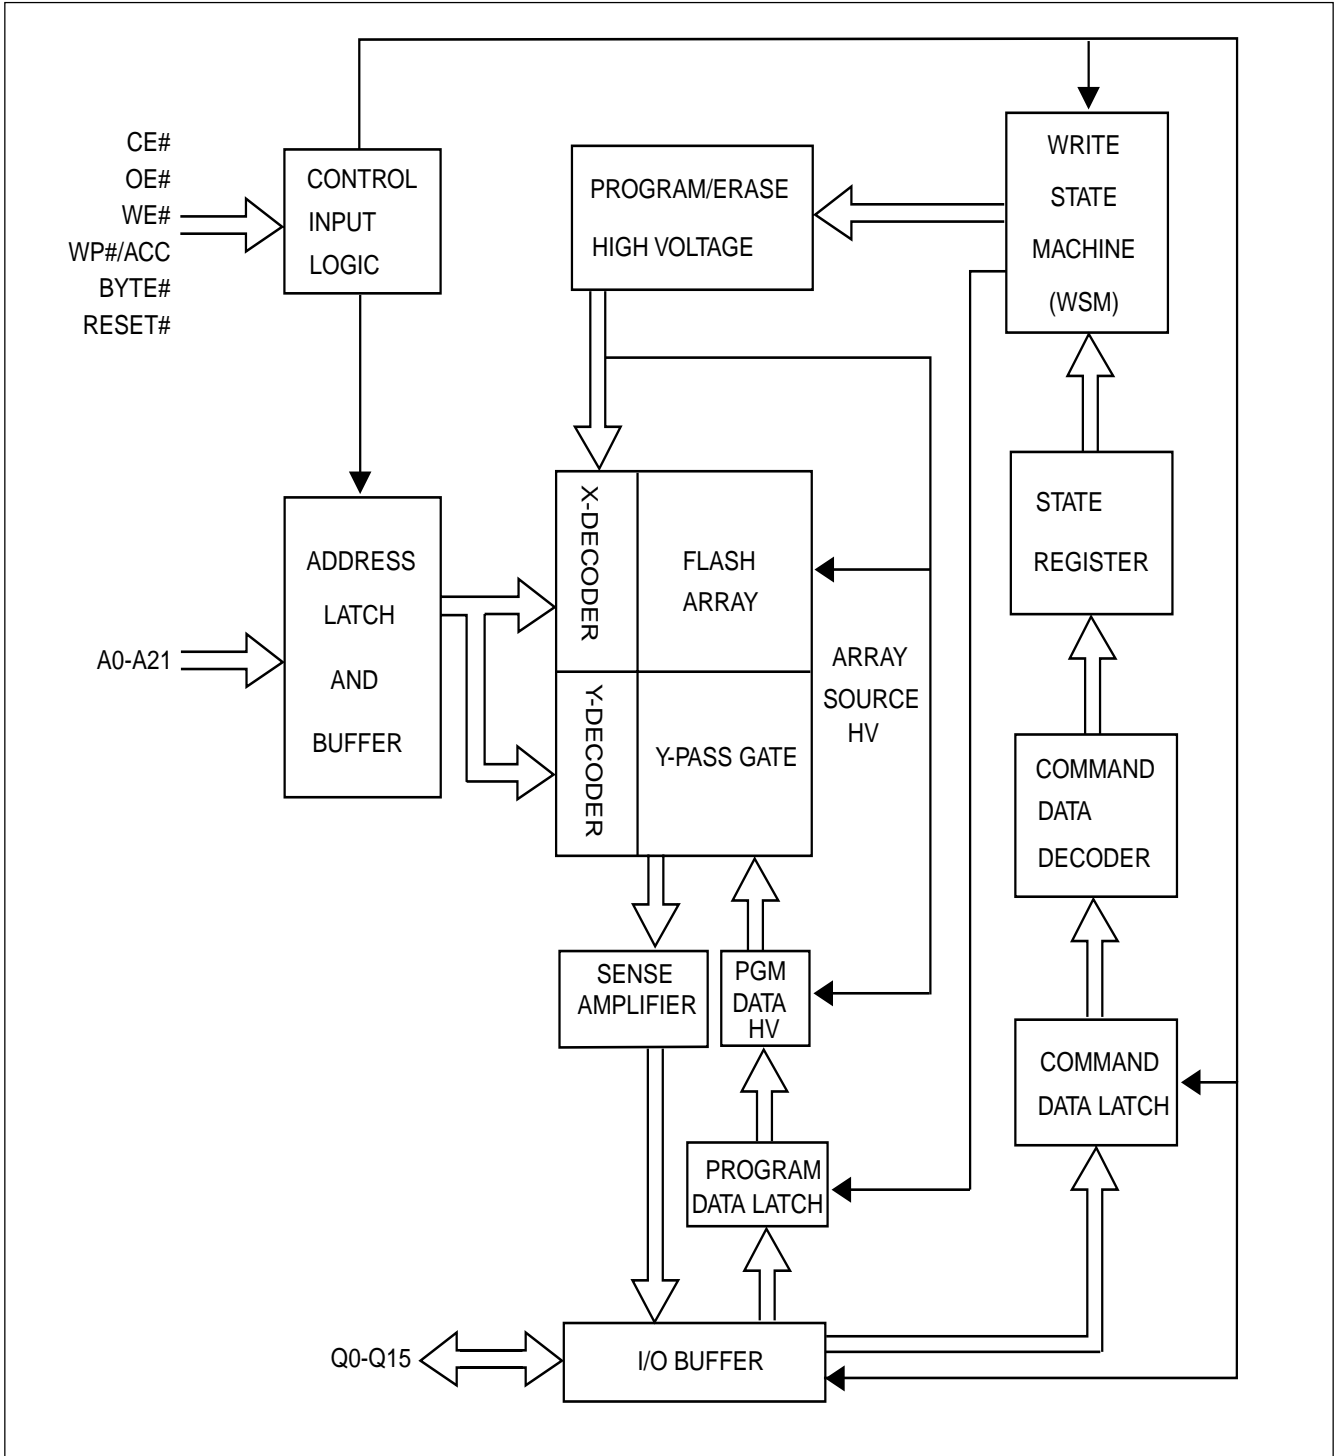 CE#
OE#
WE#
WP#/ACC
BYTE#
RESET#
CONTROL
INPUT
LOGIC
PROGRAM/ERASE
HIGH VOLTAGE
WRITE
STATE
MACHINE
(WSM)
A0-A21
ADDRESS
LATCH
AND
BUFFER
X-DECODER
FLASH
ARRAY
Y-DECODER
Y-PASS GATE
ARRAY
SOURCE
HV
STATE
REGISTER
COMMAND
DATA
DECODER
SENSE
AMPLIFIER
PGM
DATA
HV
COMMAND
DATA LATCH
PROGRAM
DATA LATCH
Q0-Q15
I/O BUFFER